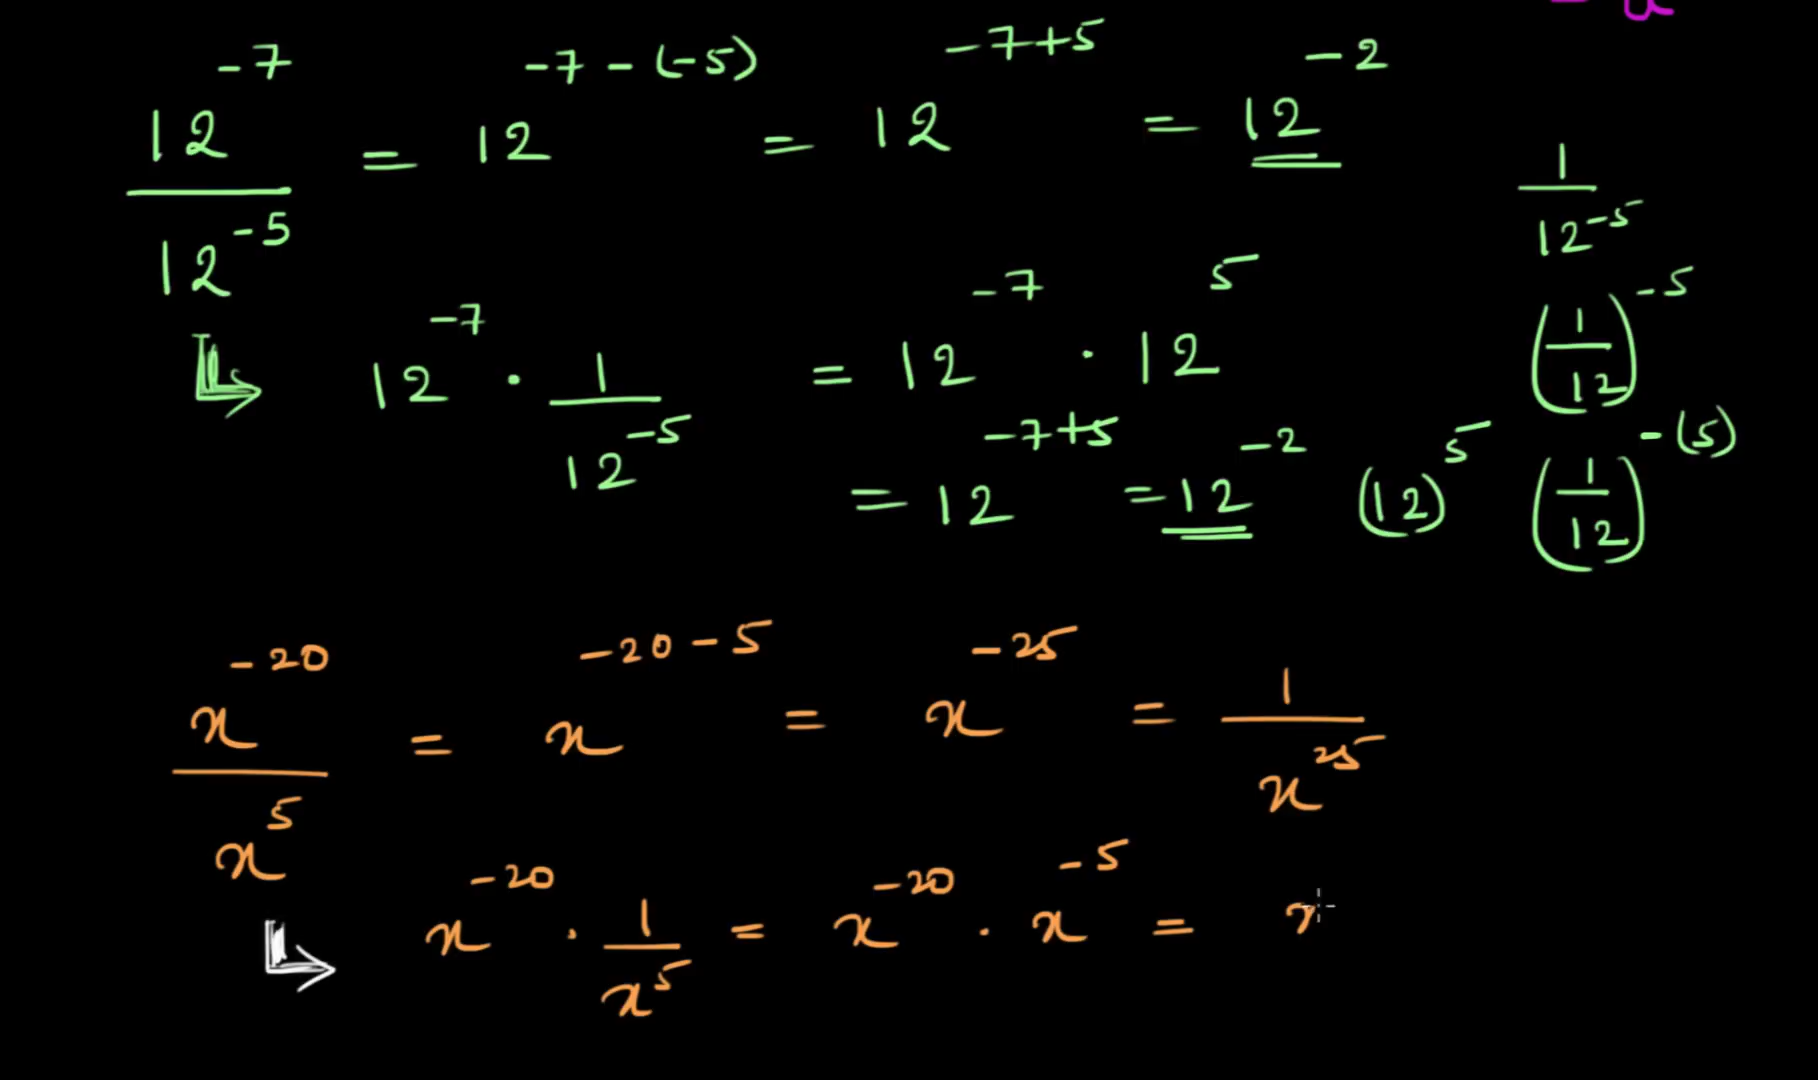 12^{-7} / 12^{-5} = 12^{-7-(-5)} = 12^{-7+5} = 12^{-2}
1 / 12^{-5}
(1/12)^{-5}
12^{-7} · 1 / 12^{-5} = 12^{-7} · 12^{5}
= 12^{-7+5} = 12^{-2} (12)^{5} (1/12)^{-(5)}
x^{-20} / x^{5} = x^{-20-5} = x^{-25} = 1 / x^{25}
x^{-20} · 1 / x^{5} = x^{-20} · x^{-5} =